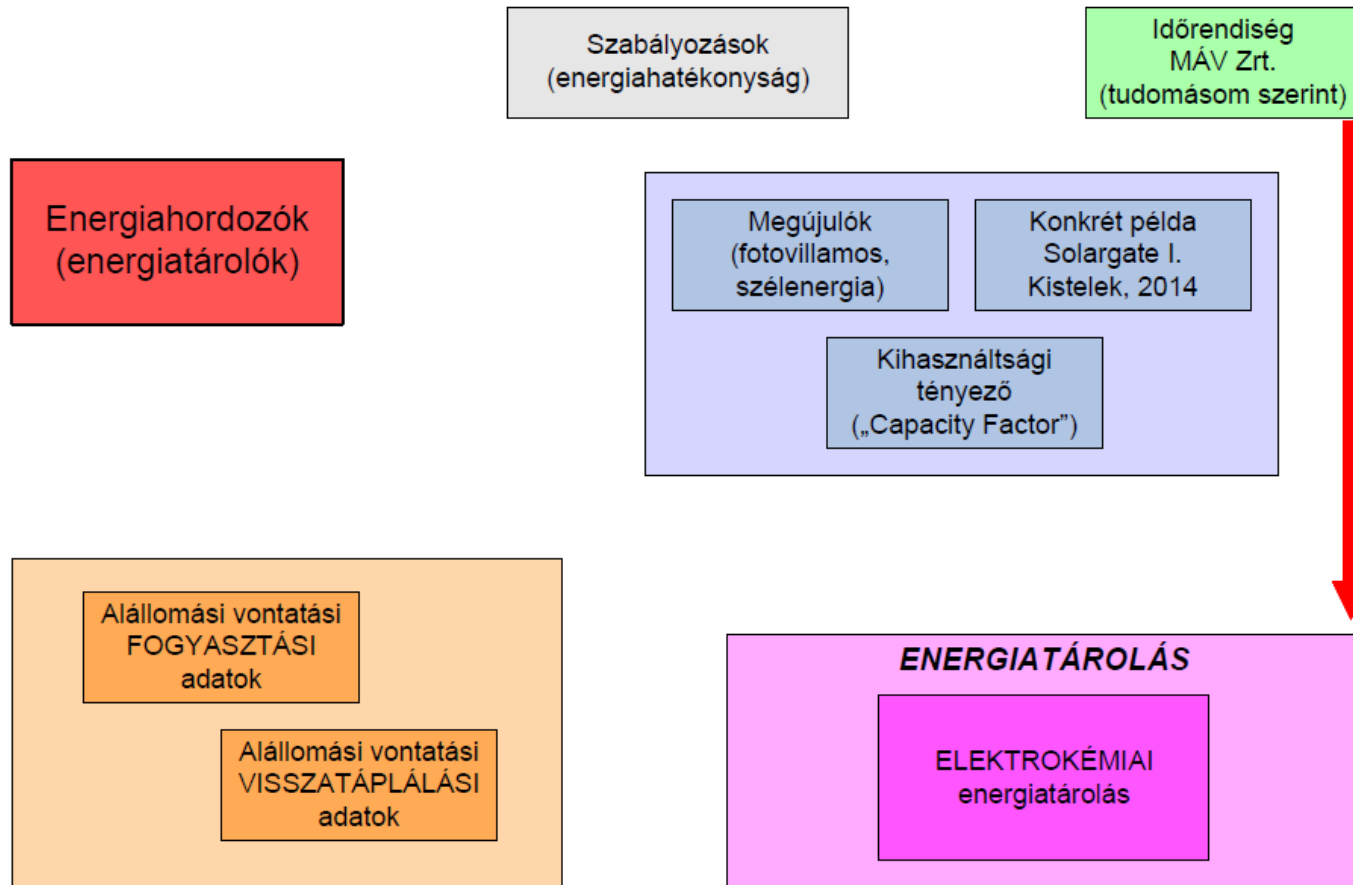 Szabályozások
(energiahatékonyság)
Időrendiség
MÁV Zrt.
(tudomásom szerint)
Energiahordozók
(energiatárolók)
Megújulók
(fotovillamos,
szélenergia)
Konkrét példa
Solargate I.
Kistelek, 2014
Kihasználtsági
tényező
(„Capacity Factor”)
Alállomási vontatási
FOGYASZTÁSI
adatok
Alállomási vontatási
VISSZATÁPLÁLÁSI
adatok
ENERGIATÁROLÁS
ELEKTROKÉMIAI
energiatárolás